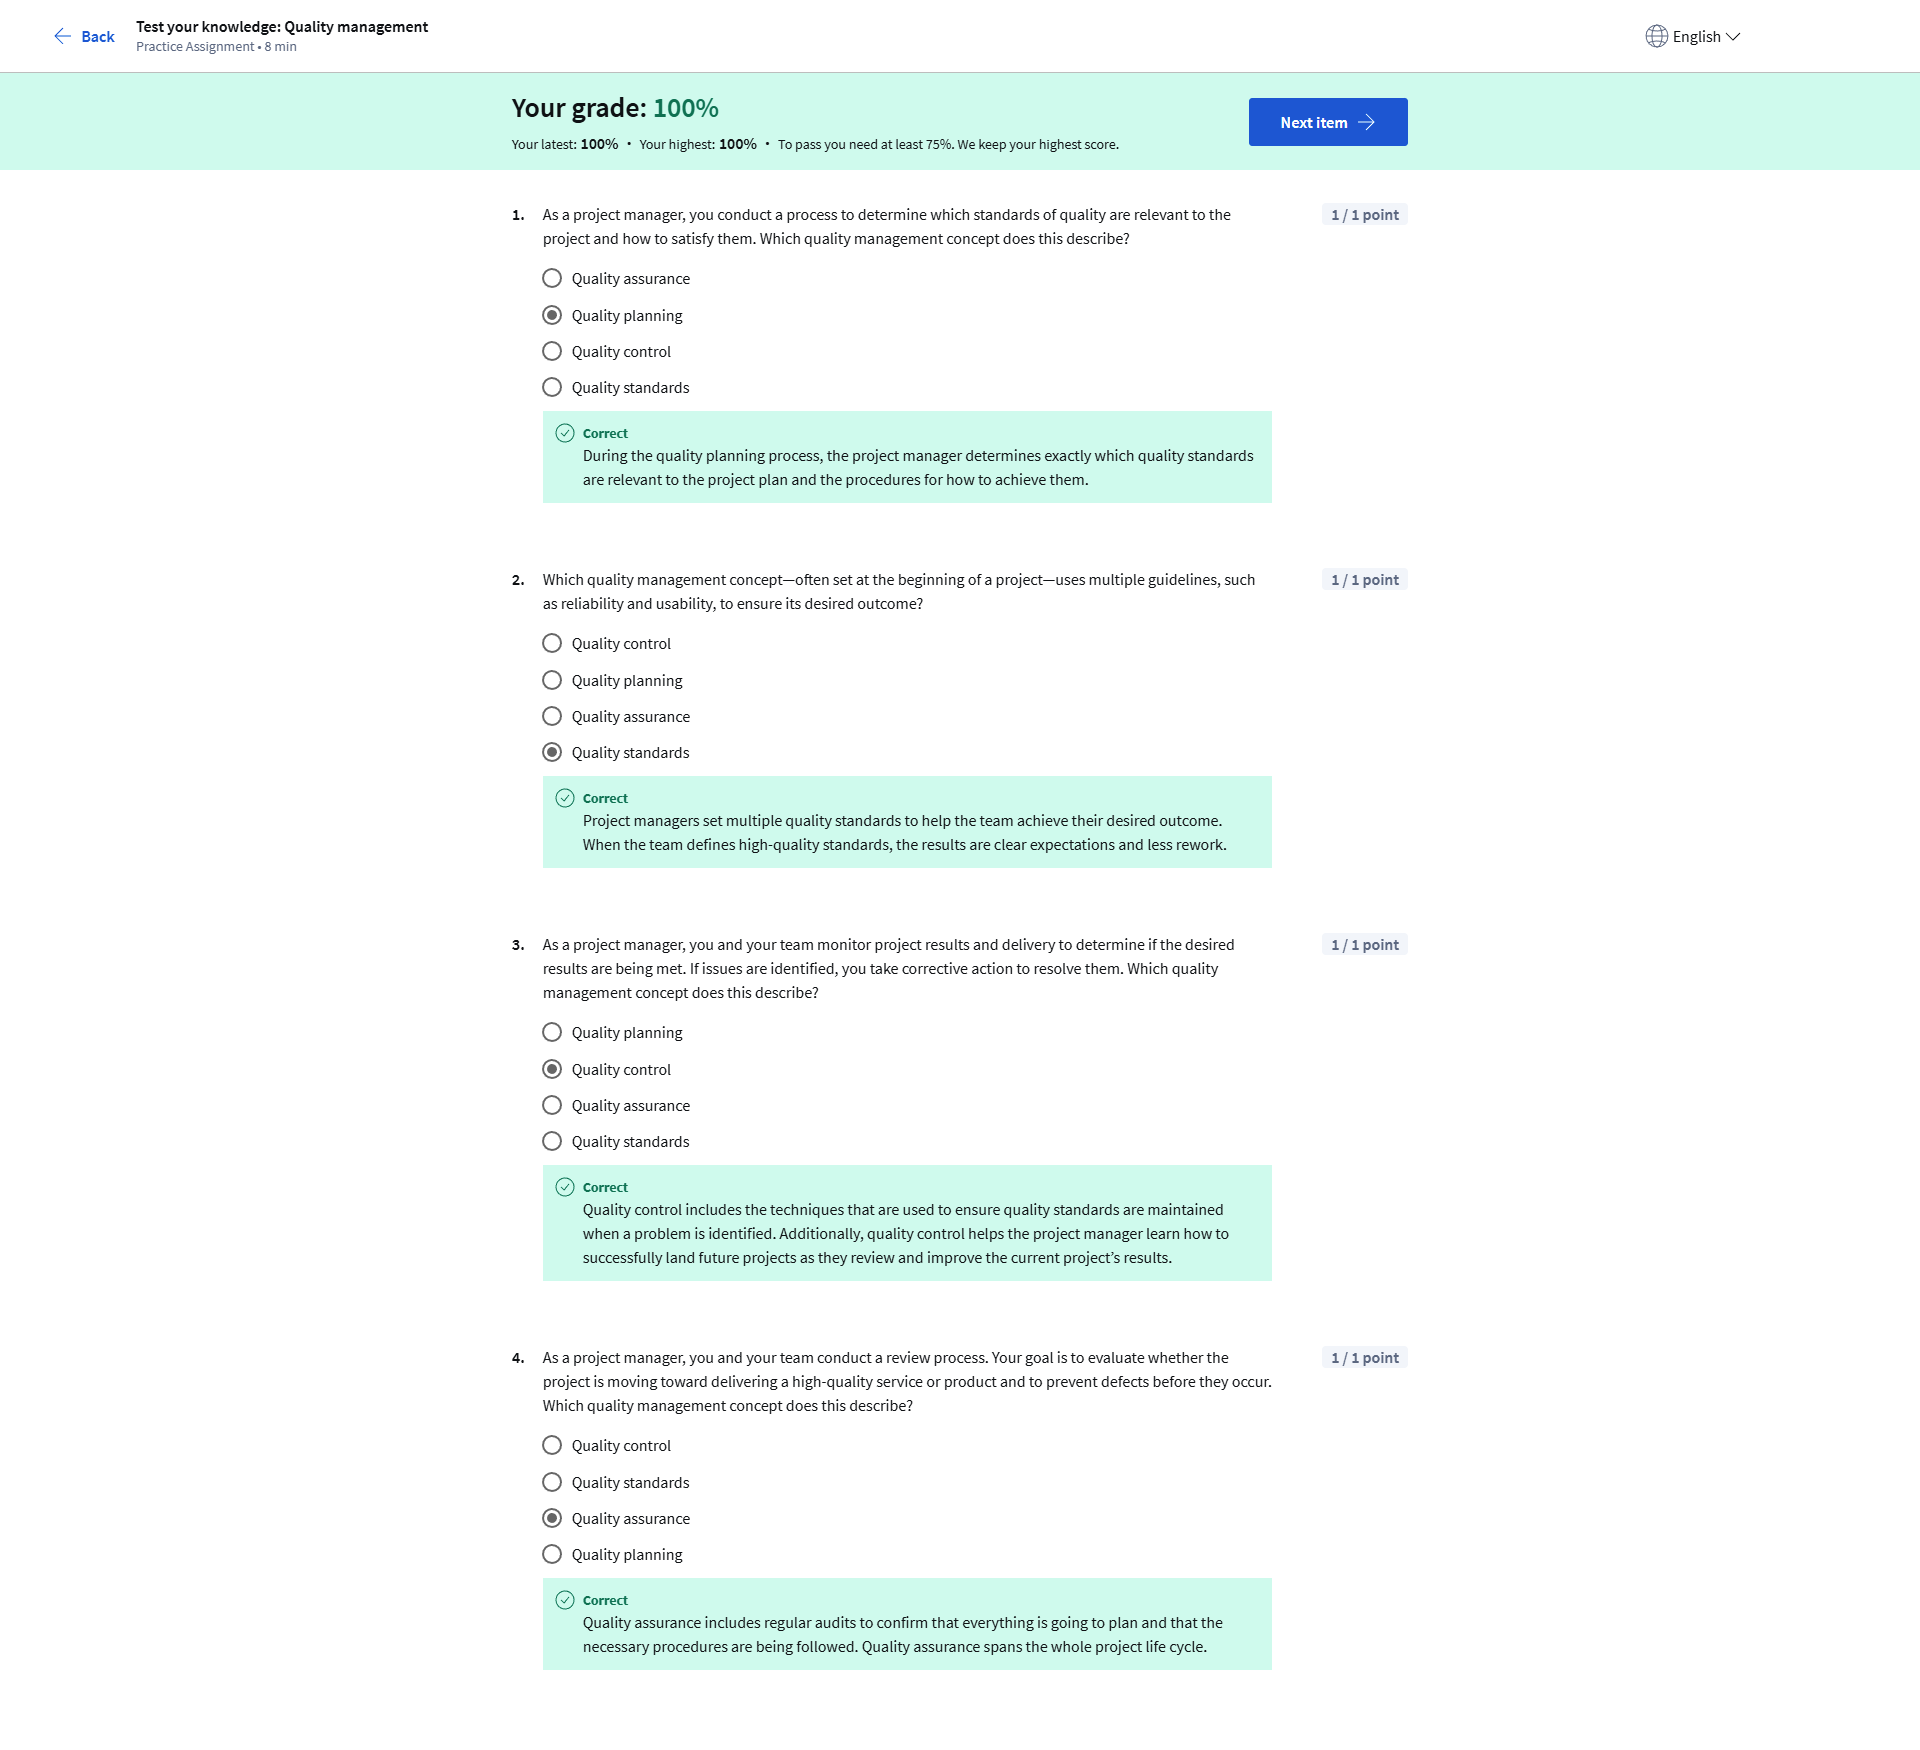 Back
Test your knowledge: Quality management
Practice Assignment • 8 min
English
Your grade: 100%
Your latest: 100% • Your highest: 100% • To pass you need at least 75%. We keep your highest score.
Next item
1. As a project manager, you conduct a process to determine which standards of quality are relevant to the
project and how to satisfy them. Which quality management concept does this describe?
1 / 1 point
Quality assurance
Quality planning
Quality control
Quality standards
Correct
During the quality planning process, the project manager determines exactly which quality standards
are relevant to the project plan and the procedures for how to achieve them.
2. Which quality management concept—often set at the beginning of a project—uses multiple guidelines, such
as reliability and usability, to ensure its desired outcome?
1 / 1 point
Quality control
Quality planning
Quality assurance
Quality standards
Correct
Project managers set multiple quality standards to help the team achieve their desired outcome.
When the team defines high-quality standards, the results are clear expectations and less rework.
3. As a project manager, you and your team monitor project results and delivery to determine if the desired
results are being met. If issues are identified, you take corrective action to resolve them. Which quality
management concept does this describe?
1 / 1 point
Quality planning
Quality control
Quality assurance
Quality standards
Correct
Quality control includes the techniques that are used to ensure quality standards are maintained
when a problem is identified. Additionally, quality control helps the project manager learn how to
successfully land future projects as they review and improve the current project’s results.
4. As a project manager, you and your team conduct a review process. Your goal is to evaluate whether the
project is moving toward delivering a high-quality service or product and to prevent defects before they occur.
Which quality management concept does this describe?
1 / 1 point
Quality control
Quality standards
Quality assurance
Quality planning
Correct
Quality assurance includes regular audits to confirm that everything is going to plan and that the
necessary procedures are being followed. Quality assurance spans the whole project life cycle.